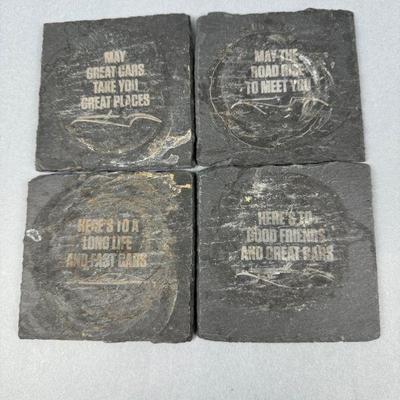 MAY
GREAT CARS
TAKE YOU
GREAT PLACES
MAY THE
ROAD RISE
TO MEET YOU
HERE'S TO A
LONG LIFE
AND FAST CARS
HERE'S TO
GOOD FRIENDS
AND GREAT CARS